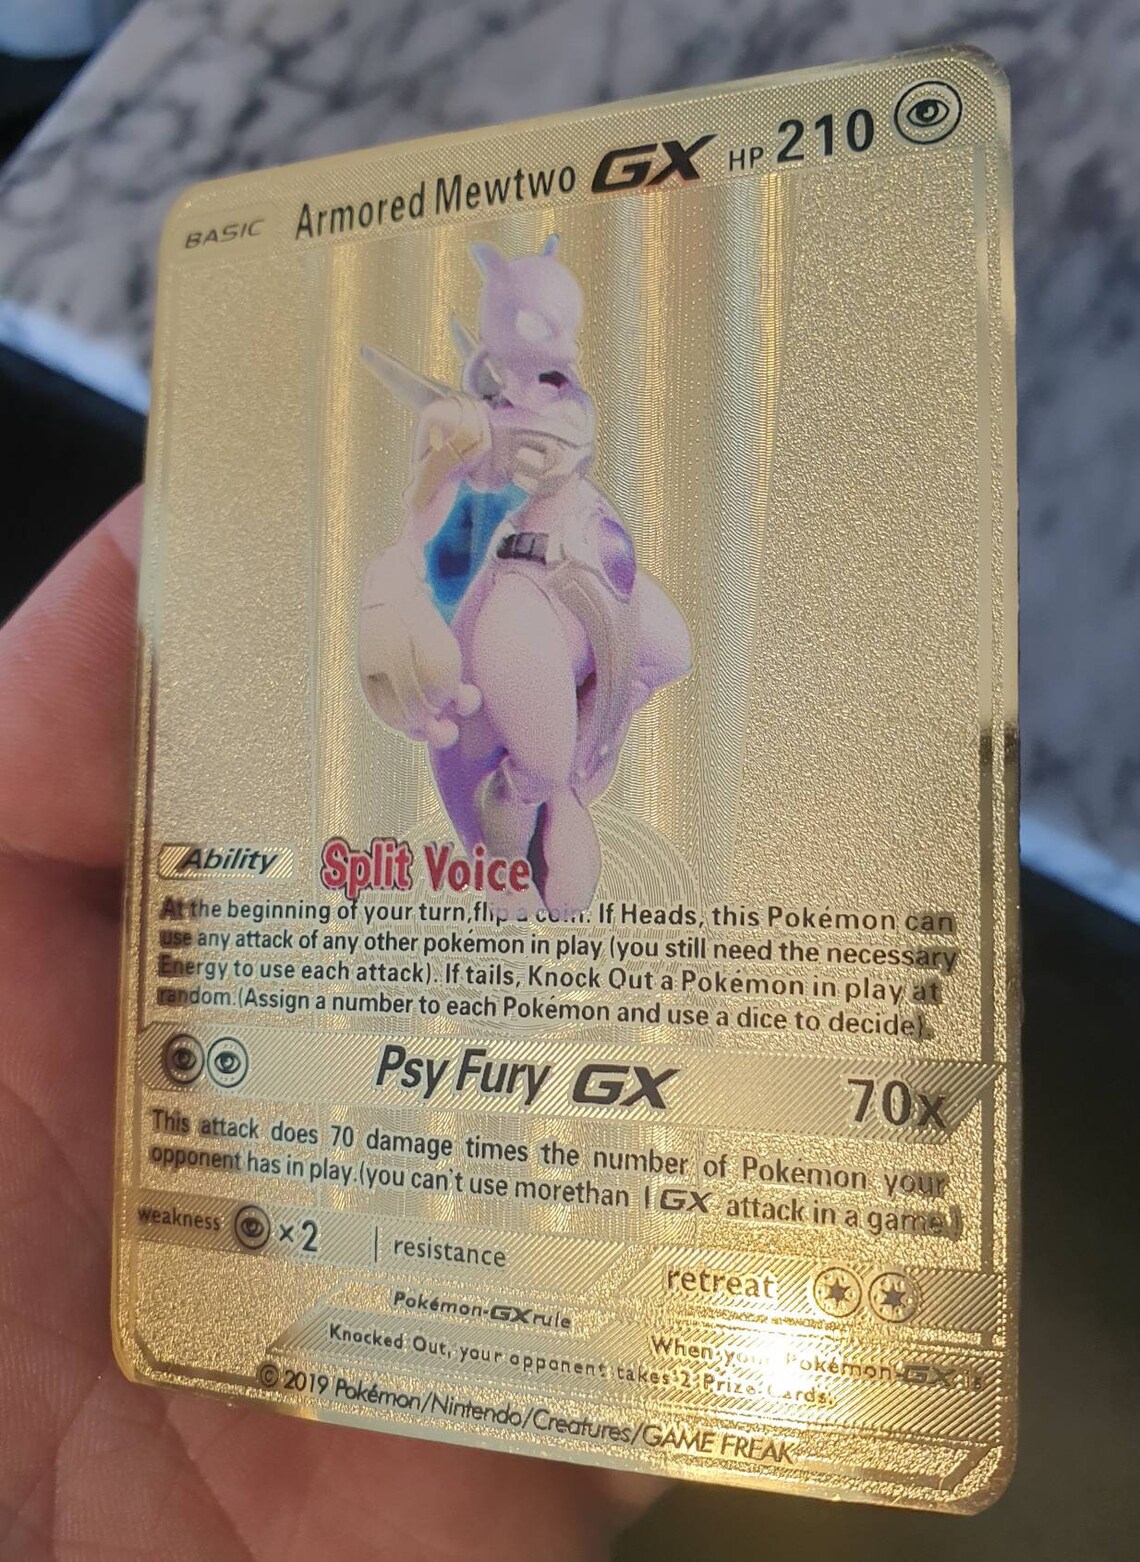 BASIC Armored Mewtwo GX HP 210
Ability Split Voice
At the beginning of your turn,flip a coin. If Heads, this Pokémon can
use any attack of any other pokémon in play (you still need the necessary
Energy to use each attack). If tails, Knock Out a Pokémon in play at
random.(Assign a number to each Pokémon and use a dice to decide).
Psy Fury GX 70x
This attack does 70 damage times the number of Pokémon your
opponent has in play.(you can't use morethan 1 GX attack in a game.)
weakness ×2 resistance retreat
Pokémon-GX rule When your Pokémon-GX is
Knocked Out, your opponent takes 2 Prize Cards.
©2019 Pokémon/Nintendo/Creatures/GAME FREAK